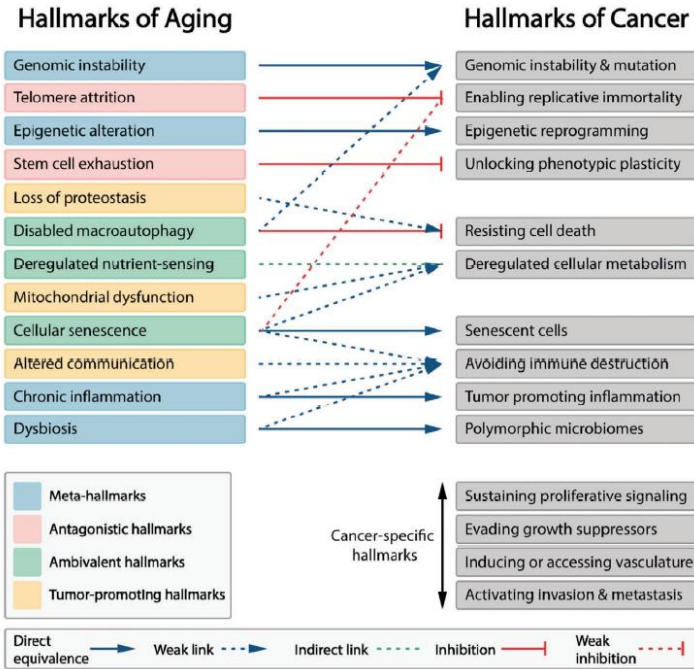 Hallmarks of Aging
Hallmarks of Cancer
Genomic instability
Genomic instability & mutation
Telomere attrition
Enabling replicative immortality
Epigenetic alteration
Epigenetic reprogramming
Stem cell exhaustion
Unlocking phenotypic plasticity
Loss of proteostasis
Disabled macroautophagy
Resisting cell death
Deregulated nutrient-sensing
Deregulated cellular metabolism
Mitochondrial dysfunction
Cellular senescence
Senescent cells
Altered communication
Avoiding immune destruction
Chronic inflammation
Tumor promoting inflammation
Dysbiosis
Polymorphic microbiomes
Meta-hallmarks
Antagonistic hallmarks
Ambivalent hallmarks
Tumor-promoting hallmarks
Cancer-specific
hallmarks
Sustaining proliferative signaling
Evading growth suppressors
Inducing or accessing vasculature
Activating invasion & metastasis
Direct
equivalence
Weak link
Indirect link
Inhibition
Weak
inhibition